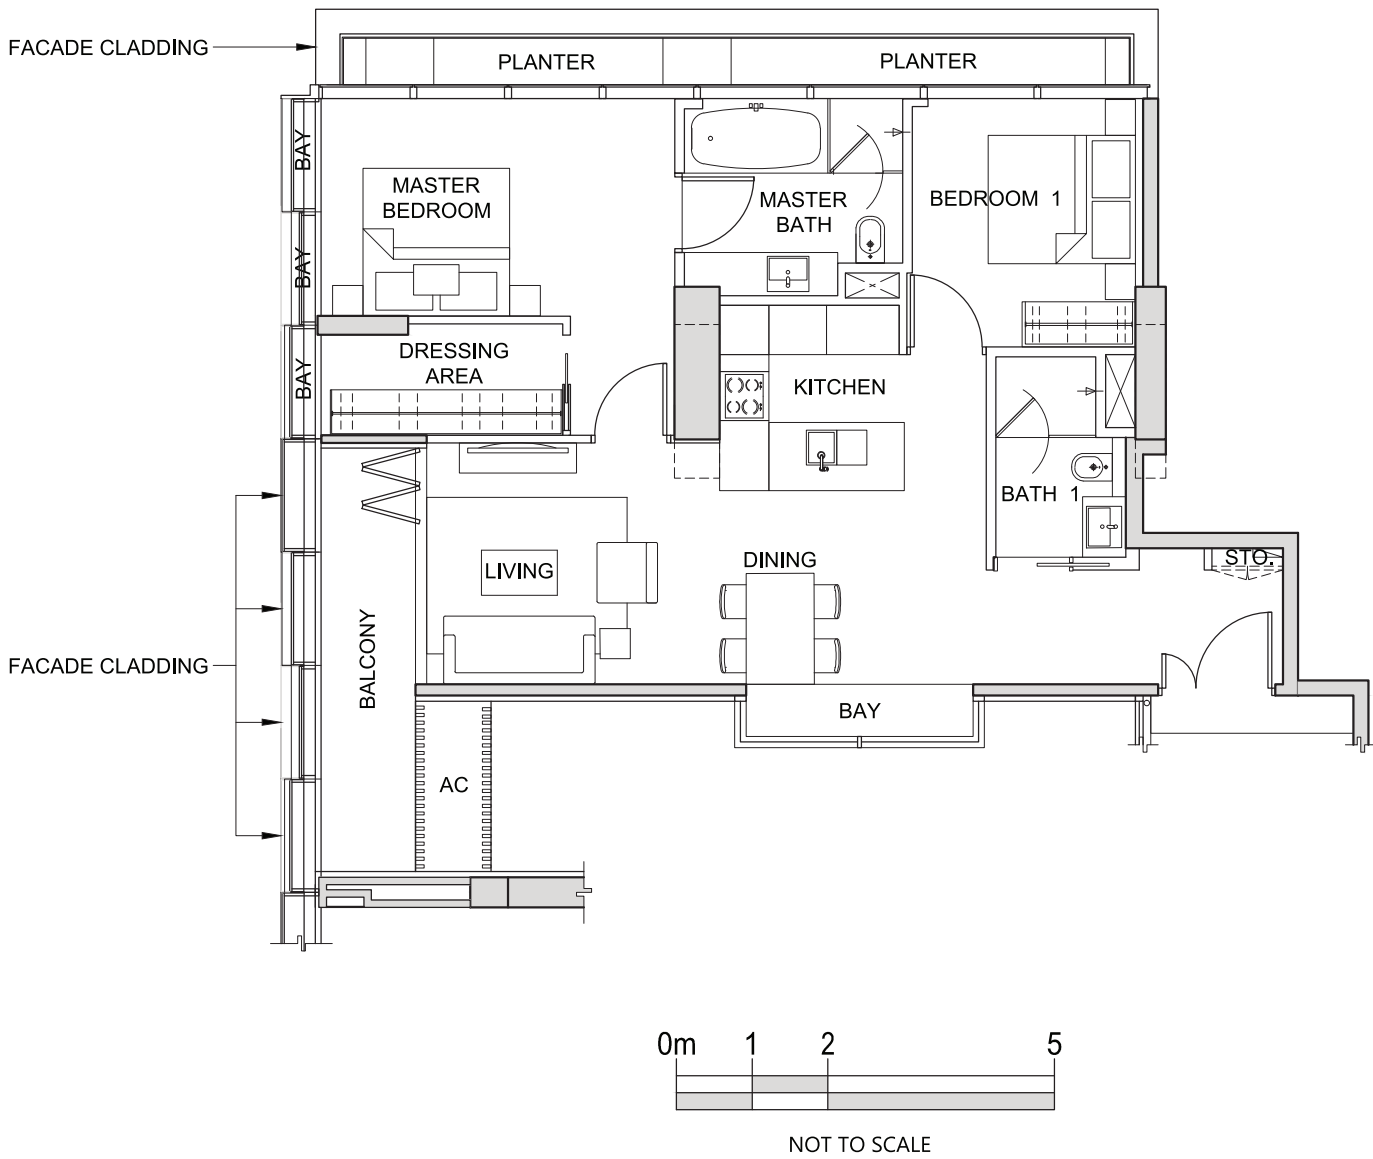 FACADE CLADDING
PLANTER
PLANTER
BAY
MASTER
BEDROOM
MASTER
BATH
BEDROOM 1
BAY
DRESSING
AREA
BAY
KITCHEN
BATH 1
DINING
STO.
LIVING
FACADE CLADDING
BALCONY
BAY
AC
0m 1 2 5
NOT TO SCALE